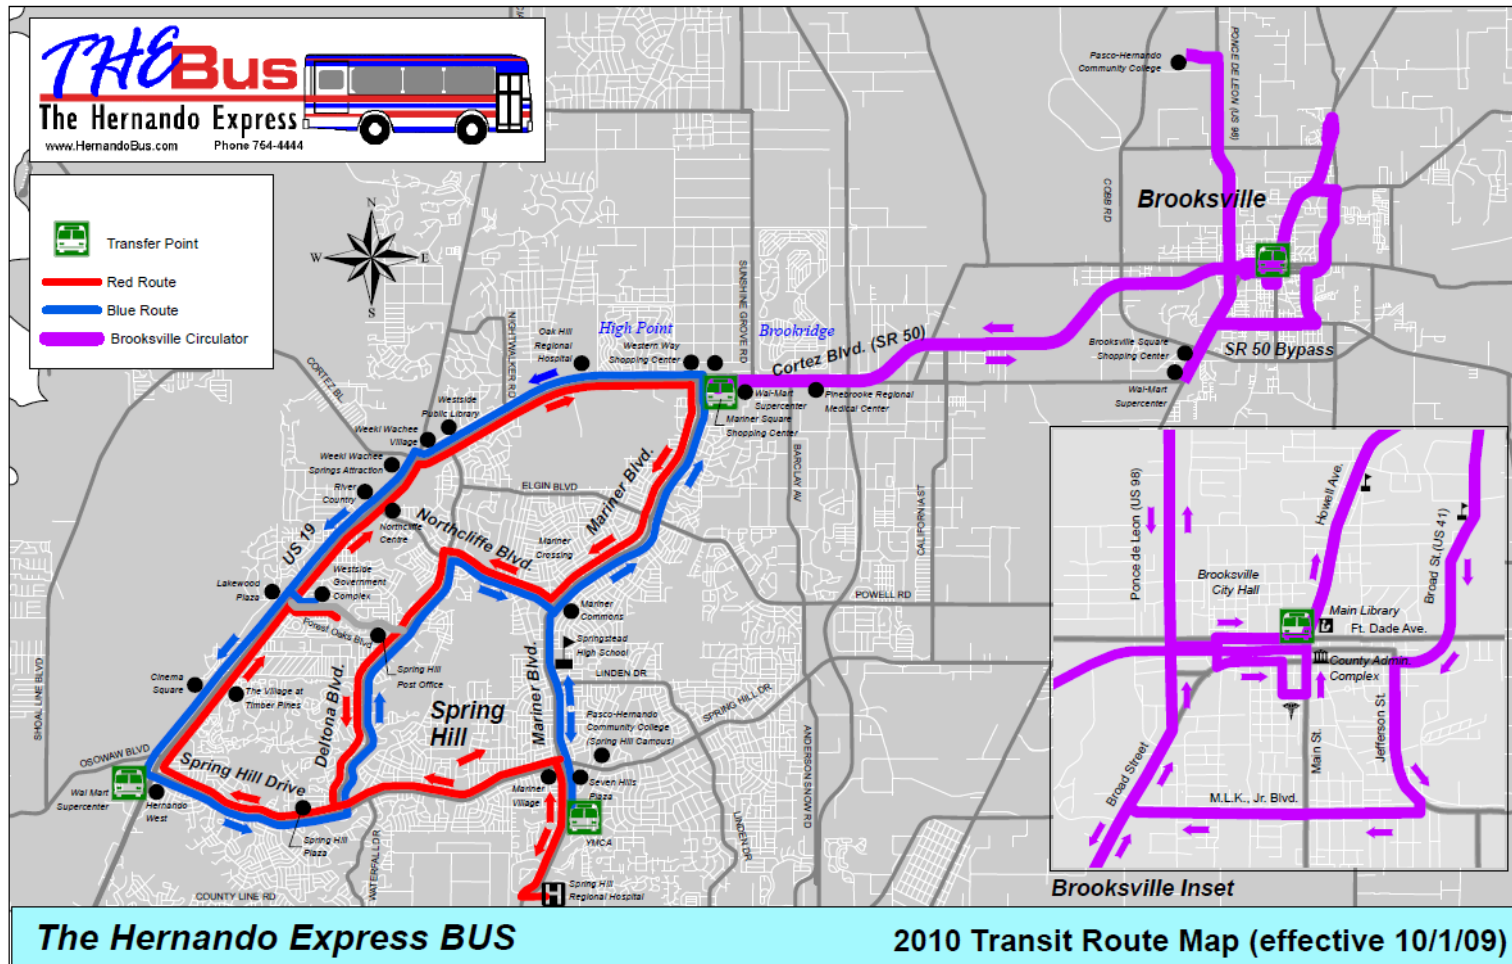 THE Bus
The Hernando Express
www.HernandoBus.com Phone 754-4444
Transfer Point
Red Route
Blue Route
Brooksville Circulator
N
W E
S
Pasco-Hernando
Community College
PONCE DE LEON (US 98)
COBB RD
Brooksville
SUNSHINE GROVE RD
NIGHTWALKER RD
CORTEZ BL
Oak Hill
Regional
Hospital
High Point
Western Way
Shopping Center
Brookridge
Cortez Blvd. (SR 50)
Brooksville Square
Shopping Center
SR 50 Bypass
Wal-Mart
Supercenter
Wal-Mart
Supercenter
Pinebrooke Regional
Medical Center
Mariner Square
Shopping Center
Westside
Public Library
Weeki Wachee
Village
Weeki Wachee
Springs Attraction
River
Country
Northcliffe
Centre
ELGIN BLVD
Mariner Blvd.
BARCLAY AV
CALIFORNIA ST
US 19
Northcliffe Blvd.
Mariner
Crossing
Westside
Government
Complex
Lakewood
Plaza
Forest Oaks Blvd
POWELL RD
Mariner
Commons
Springstead
High School
LINDEN DR
SPRING HILL DR
Spring Hill
Post Office
SHOAL LINE BLVD
Cinema
Square
The Village at
Timber Pines
Deltona Blvd.
Spring
Hill
Mariner Blvd.
Pasco-Hernando
Community College
(Spring Hill Campus)
ANDERSON SNOW RD
OSOWAW BLVD
Spring Hill Drive
Wal Mart
Supercenter
Hernando
West
Mariner
Village
Seven Hills
Plaza
YMCA
LINDEN DR
Spring Hill
Plaza
WATERFALL DR
COUNTY LINE RD
H
Spring Hill
Regional Hospital
Ponce de Leon (US 98)
Howell Ave.
Broad St.(US 41)
Brooksville
City Hall
Main Library
Ft. Dade Ave.
County Admin.
Complex
Jefferson St.
Main St.
Broad Street
M.L.K., Jr. Blvd.
Brooksville Inset
The Hernando Express BUS
2010 Transit Route Map (effective 10/1/09)